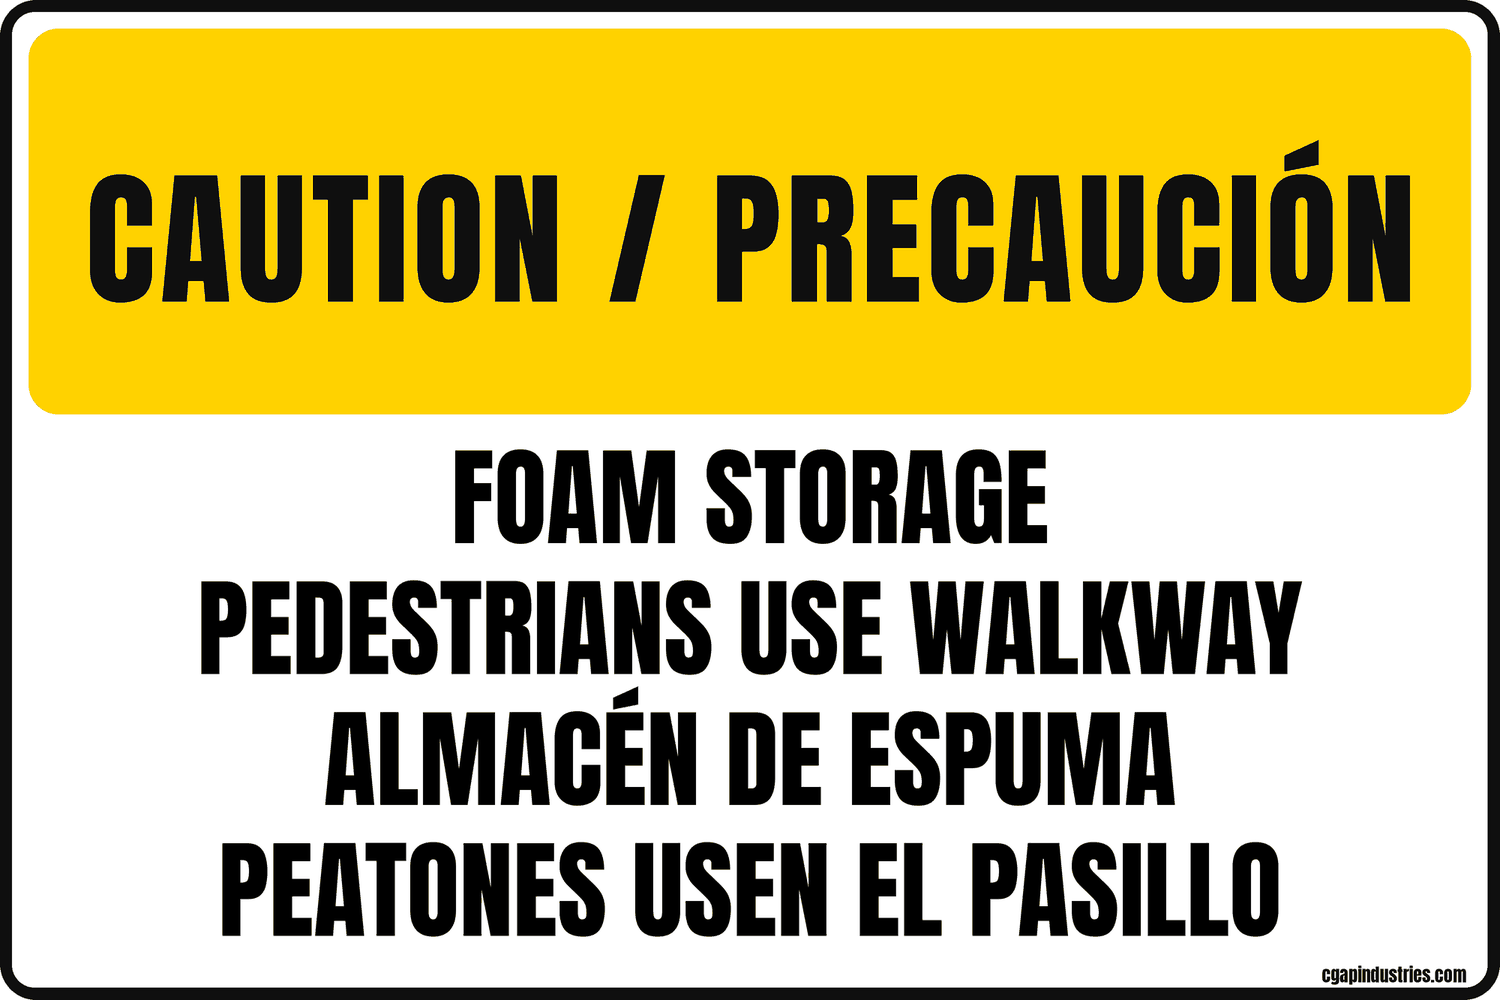 CAUTION / PRECAUCIÓN
FOAM STORAGE
PEDESTRIANS USE WALKWAY
ALMACÉN DE ESPUMA
PEATONES USEN EL PASILLO
cgapindustries.com